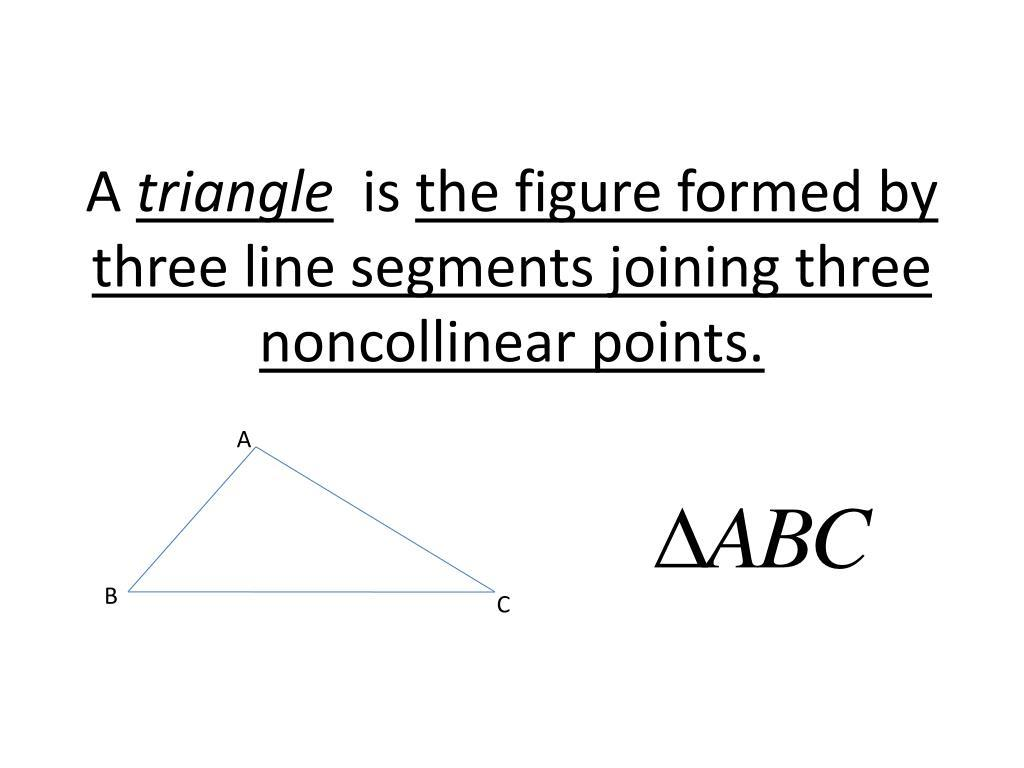 A triangle is the figure formed by
three line segments joining three
noncollinear points.
A
B
C
ΔABC